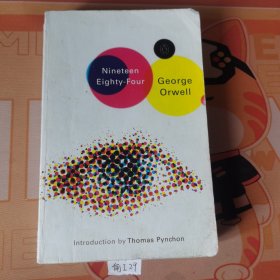 Nineteen
Eighty-Four
George
Orwell
Introduction by Thomas Pynchon